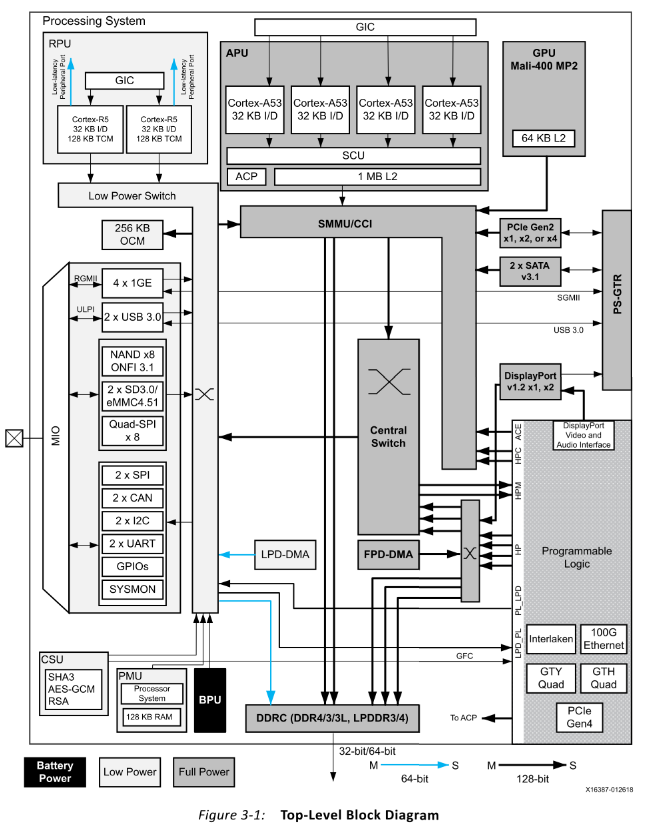 Processing System
RPU
Low-latency
Peripheral Port
Low-latency
Peripheral Port
GIC
Cortex-R5
32 KB I/D
128 KB TCM
Cortex-R5
32 KB I/D
128 KB TCM
GIC
APU
Cortex-A53
32 KB I/D
Cortex-A53
32 KB I/D
Cortex-A53
32 KB I/D
Cortex-A53
32 KB I/D
SCU
ACP
1 MB L2
GPU
Mali-400 MP2
64 KB L2
Low Power Switch
256 KB
OCM
SMMU/CCI
PCIe Gen2
x1, x2, or x4
2 x SATA
v3.1
PS-GTR
SGMII
USB 3.0
DisplayPort
v1.2 x1, x2
MIO
RGMII
4 x 1GE
ULPI
2 x USB 3.0
NAND x8
ONFI 3.1
2 x SD3.0/
eMMC4.51
Quad-SPI
x 8
2 x SPI
2 x CAN
2 x I2C
2 x UART
GPIOs
SYSMON
Central
Switch
LPD-DMA
FPD-DMA
DisplayPort
Video and
Audio Interface
ACE
HPC
HPM
HP
PL_LPD
LPD_PL
GFC
Programmable
Logic
Interlaken
100G
Ethernet
GTY
Quad
GTH
Quad
PCIe
Gen4
To ACP
CSU
SHA3
AES-GCM
RSA
PMU
Processor
System
128 KB RAM
BPU
DDRC (DDR4/3/3L, LPDDR3/4)
32-bit/64-bit
Battery
Power
Low Power
Full Power
M
S
64-bit
M
S
128-bit
X16387-012618
Figure 3-1: Top-Level Block Diagram